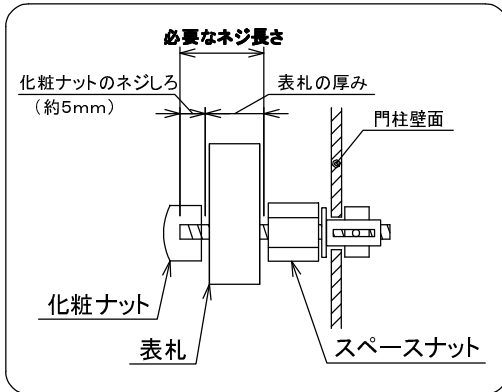 必要なネジ長さ
化粧ナットのネジしろ
(約5mm)
表札の厚み
門柱壁面
化粧ナット
表札
スペースナット